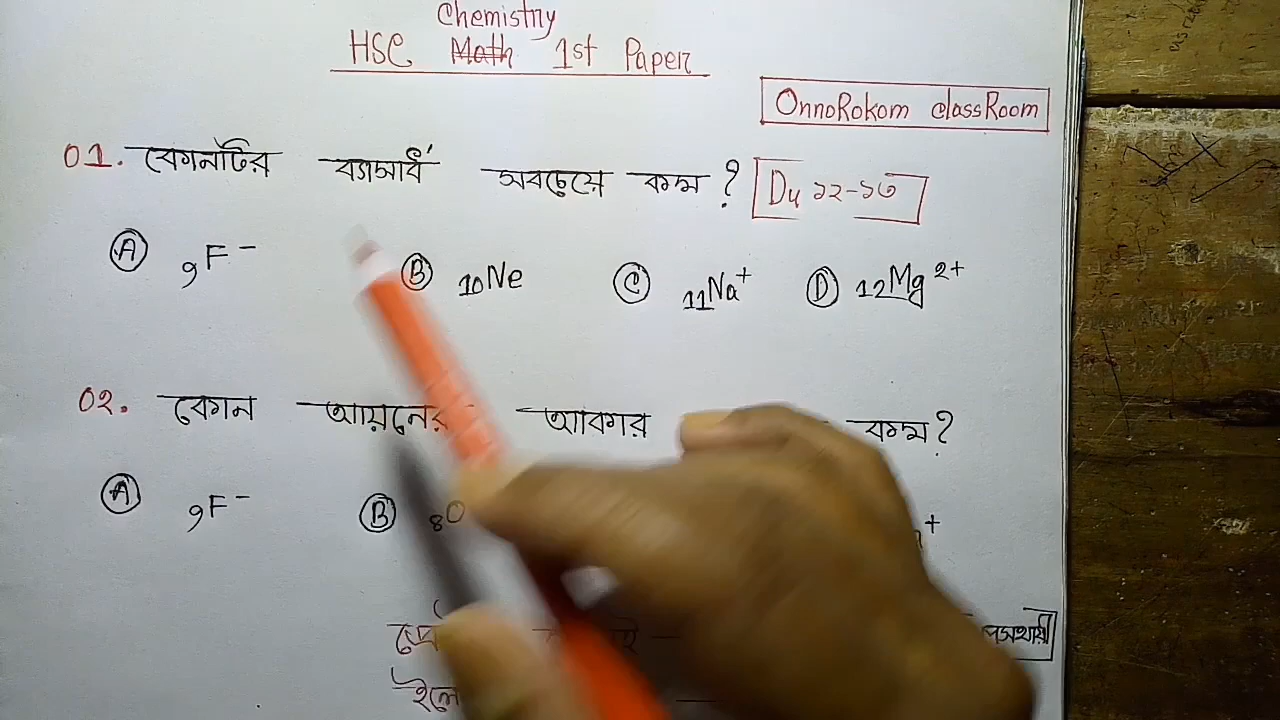 Chemistry
HSC Math 1st Paper
OnnoRokom classRoom
01. কোনটির ব্যাসার্ধ সবচেয়ে কম? Du ১২-১৩
A ₉F⁻ B ₁₀Ne C ₁₁Na⁺ D ₁₂Mg²⁺
02. কোন আয়নের আকার কম?
A ₉F⁻ B ₈O